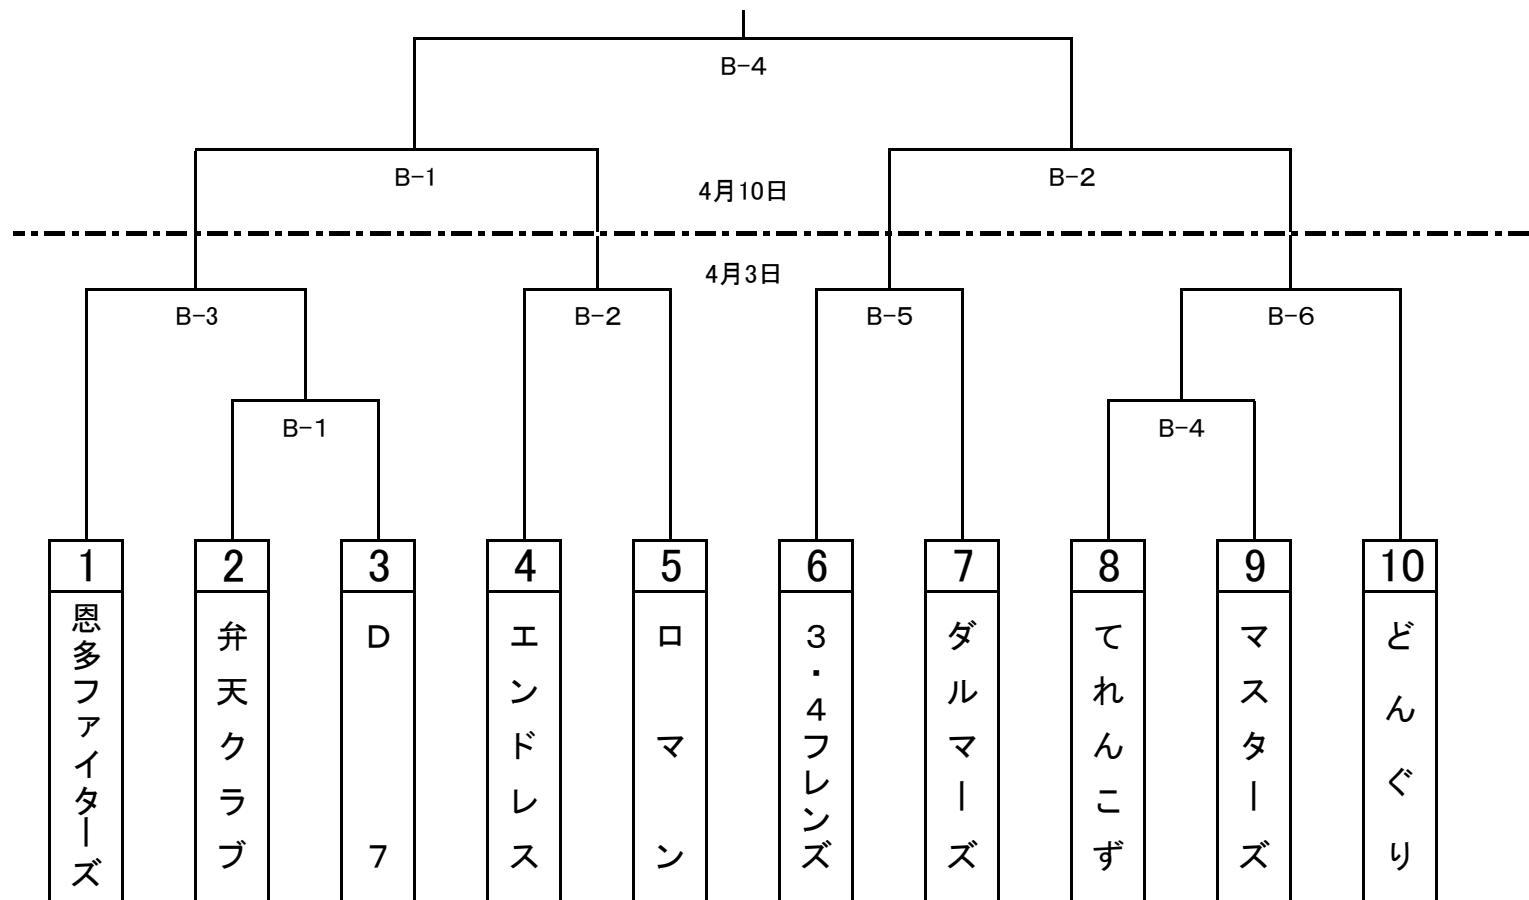 B-4
B-1
4月10日
B-2
4月3日
B-3
B-2
B-5
B-6
B-1
B-4
1
2
3
4
5
6
7
8
9
10
恩多ファイターズ
弁天クラブ
D7
エンドレス
ロマン
3・4フレンズ
ダルマーズ
てれんこず
マスターズ
どんぐり